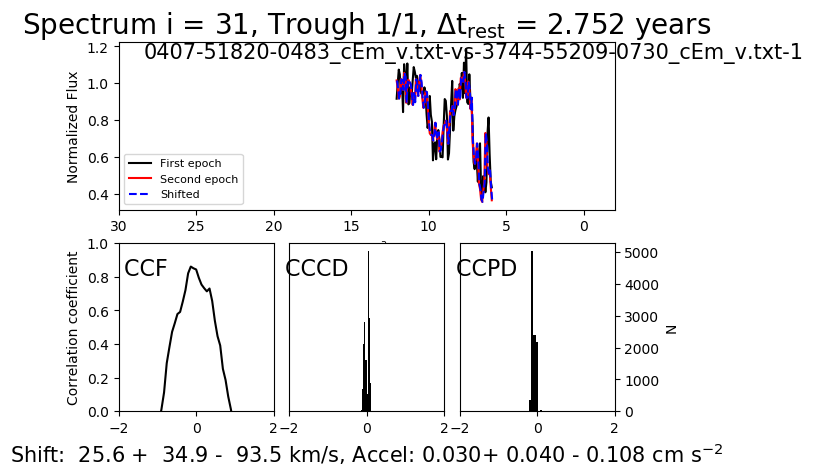 Spectrum i = 31, Trough 1/1, Δt_rest = 2.752 years
0407-51820-0483_cEm_v.txt-vs-3744-55209-0730_cEm_v.txt-1
Normalized Flux
1.2
1.0
0.8
0.6
0.4
First epoch
Second epoch
Shifted
30 25 20 15 10 5 0
CCF
CCCD
CCPD
Correlation coefficient
1.0
0.8
0.6
0.4
0.2
0.0
5000
4000
3000
2000
1000
0
N
−2 0 2
−2 0 2
−2 0 2
Shift: 25.6 + 34.9 - 93.5 km/s, Accel: 0.030+ 0.040 - 0.108 cm s⁻²